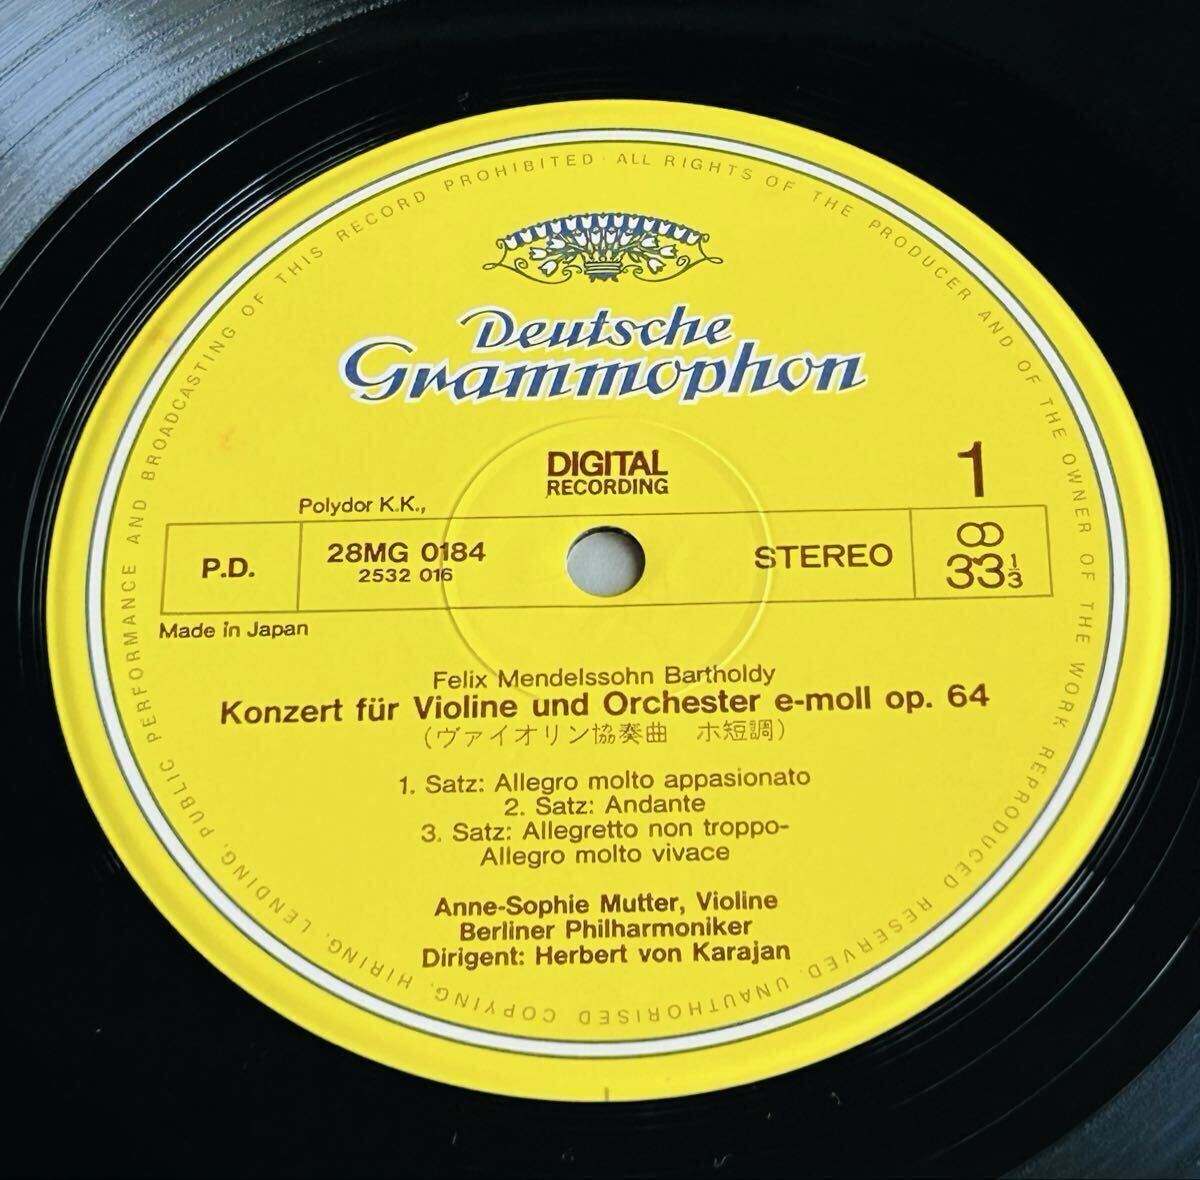 ALL RIGHTS OF THE PRODUCER AND OF THE OWNER OF THE WORK REPRODUCED RESERVED. UNAUTHORISED COPYING, HIRING, LENDING, PUBLIC PERFORMANCE AND BROADCASTING OF THIS RECORD PROHIBITED ·
Deutsche
Grammophon
DIGITAL
RECORDING
1
Polydor K.K.,
P.D.
28MG 0184
2532 016
STEREO
33 1/3
Made in Japan
Felix Mendelssohn Bartholdy
Konzert für Violine und Orchester e-moll op. 64
(ヴァイオリン協奏曲　ホ短調)
1. Satz: Allegro molto appasionato
2. Satz: Andante
3. Satz: Allegretto non troppo-
Allegro molto vivace
Anne-Sophie Mutter, Violine
Berliner Philharmoniker
Dirigent: Herbert von Karajan